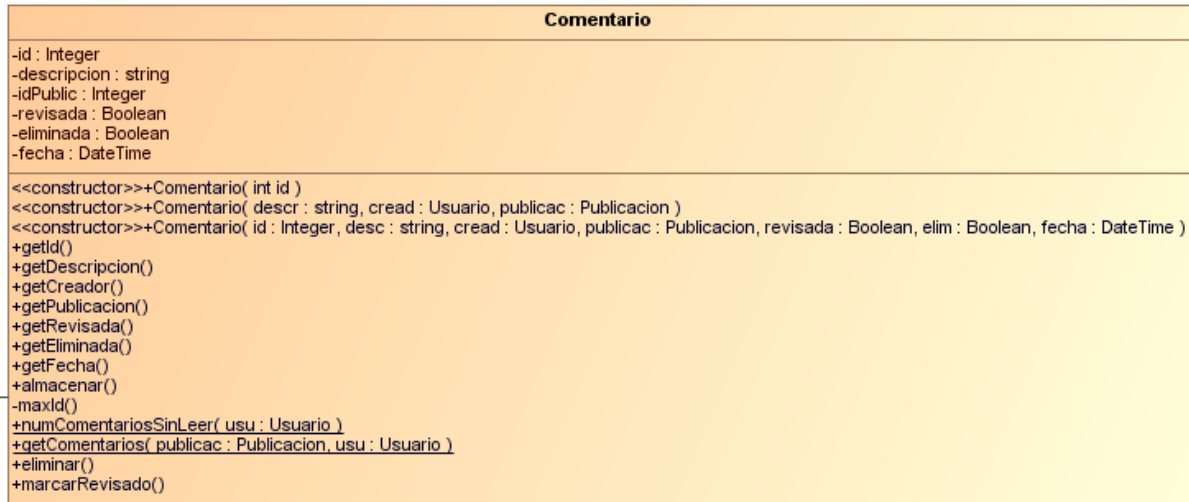 Comentario
-id : Integer
-descripcion : string
-idPublic : Integer
-revisada : Boolean
-eliminada : Boolean
-fecha : DateTime
<<constructor>>+Comentario( int id )
<<constructor>>+Comentario( descr : string, cread : Usuario, publicac : Publicacion )
<<constructor>>+Comentario( id : Integer, desc : string, cread : Usuario, publicac : Publicacion, revisada : Boolean, elim : Boolean, fecha : DateTime )
+getId()
+getDescripcion()
+getCreador()
+getPublicacion()
+getRevisada()
+getEliminada()
+getFecha()
+almacenar()
-maxId()
+numComentariosSinLeer( usu : Usuario )
+getComentarios( publicac : Publicacion, usu : Usuario )
+eliminar()
+marcarRevisado()